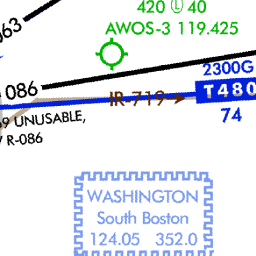 063
420 Ⓛ 40
AWOS-3 119.425
2300G
086
IR-719
T480
74
9 UNUSABLE,
R-086
WASHINGTON
South Boston
124.05 352.0